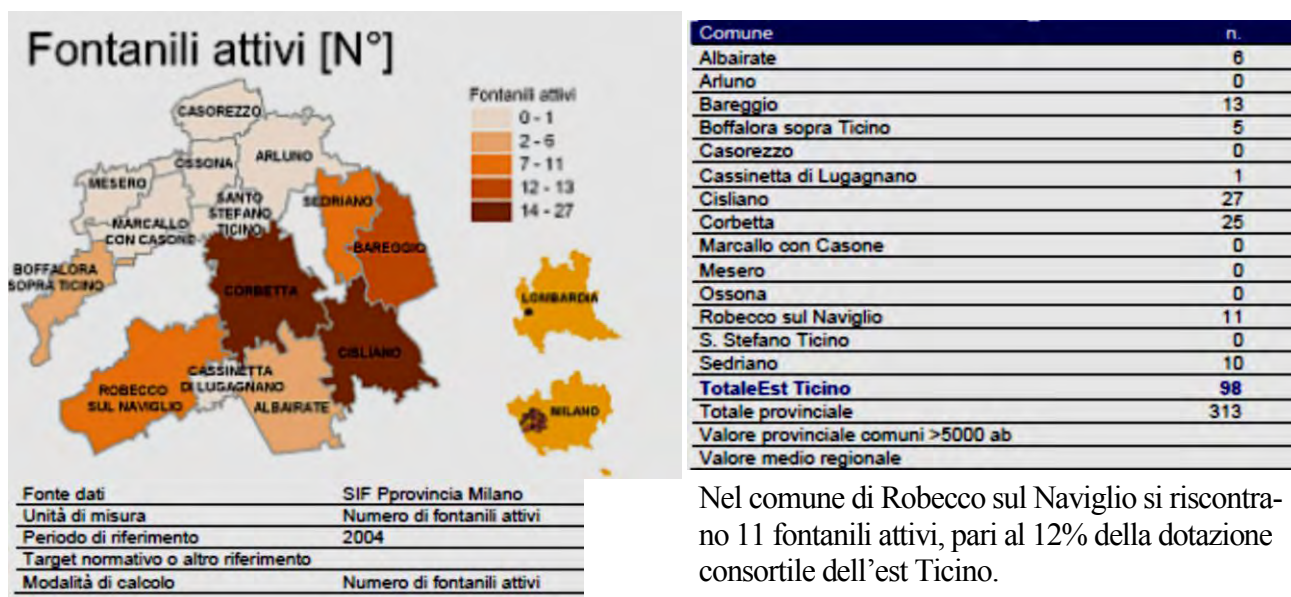 Fontanili attivi [N°]
Fontanili attivi
0 - 1
2 - 6
7 - 11
12 - 13
14 - 27
CASOREZZO
OSSONA
ARLUNO
MESERO
SANTO
STEFANO
TICINO
SEDRIANO
MARCALLO
CON CASONE
BAREGGIO
BOFFALORA
SOPRA TICINO
CORBETTA
LOMBARDIA
CISLIANO
CASSINETTA
DI LUGAGNANO
ROBECCO
SUL NAVIGLIO
ALBAIRATE
MILANO
Fonte dati SIF Pprovincia Milano
Unità di misura Numero di fontanili attivi
Periodo di riferimento 2004
Target normativo o altro riferimento
Modalità di calcolo Numero di fontanili attivi
Comune n.
Albairate 6
Arluno 0
Bareggio 13
Boffalora sopra Ticino 5
Casorezzo 0
Cassinetta di Lugagnano 1
Cisliano 27
Corbetta 25
Marcallo con Casone 0
Mesero 0
Ossona 0
Robecco sul Naviglio 11
S. Stefano Ticino 0
Sedriano 10
TotaleEst Ticino 98
Totale provinciale 313
Valore provinciale comuni >5000 ab
Valore medio regionale
Nel comune di Robecco sul Naviglio si riscontra-
no 11 fontanili attivi, pari al 12% della dotazione
consortile dell'est Ticino.